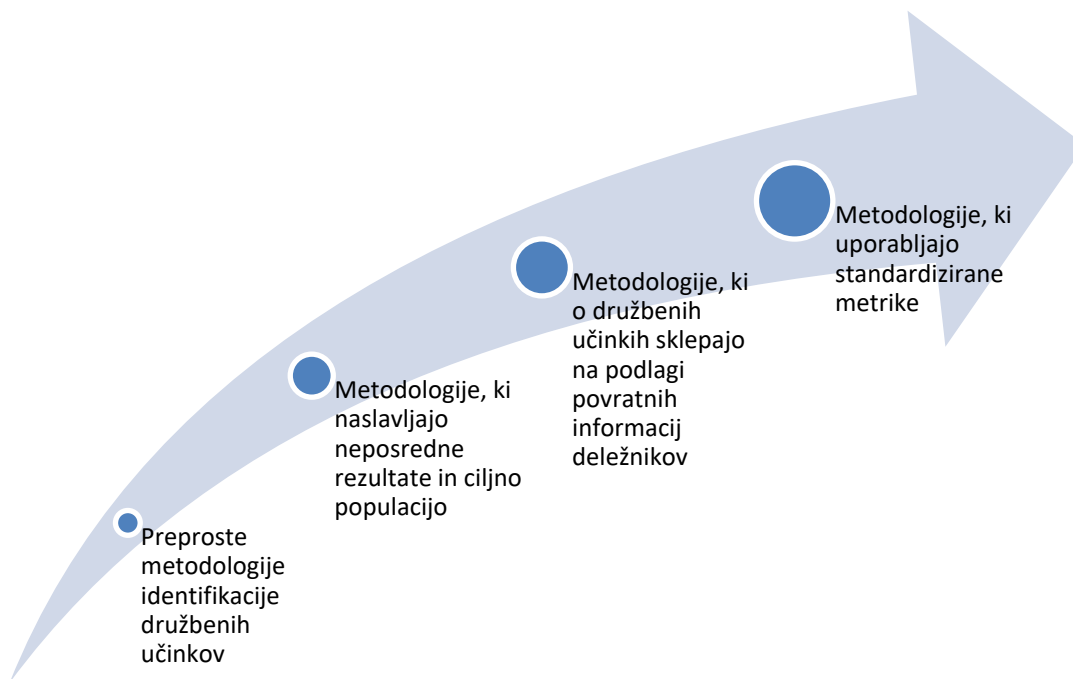 Preproste
metodologije
identifikacije
družbenih
učinkov
Metodologije, ki
naslavljajo
neposredne
rezultate in ciljno
populacijo
Metodologije, ki
o družbenih
učinkih sklepajo
na podlagi
povratnih
informacij
deležnikov
Metodologije, ki
uporabljajo
standardizirane
metrike